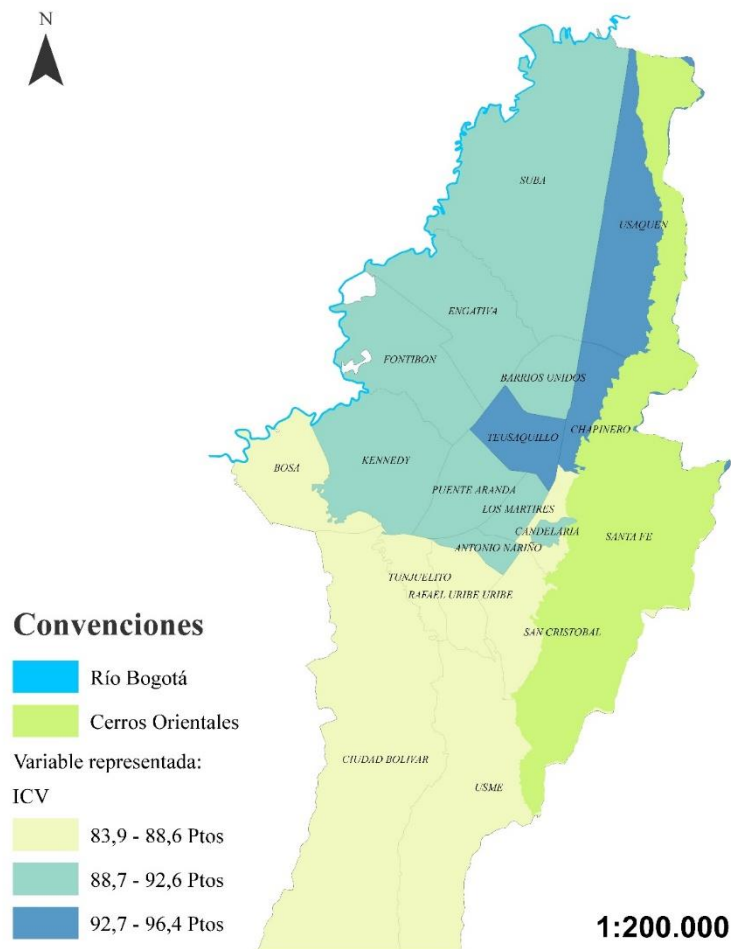 N
SUBA
USAQUEN
ENGATIVA
FONTIBON
BARRIOS UNIDOS
TEUSAQUILLO
CHAPINERO
BOSA
KENNEDY
PUENTE ARANDA
LOS MARTIRES
CANDELARIA
SANTA FE
ANTONIO NARIÑO
TUNJUELITO
RAFAEL URIBE URIBE
SAN CRISTOBAL
CIUDAD BOLIVAR
USME
Convenciones
Río Bogotá
Cerros Orientales
Variable representada:
ICV
83,9 - 88,6 Ptos
88,7 - 92,6 Ptos
92,7 - 96,4 Ptos
1:200.000